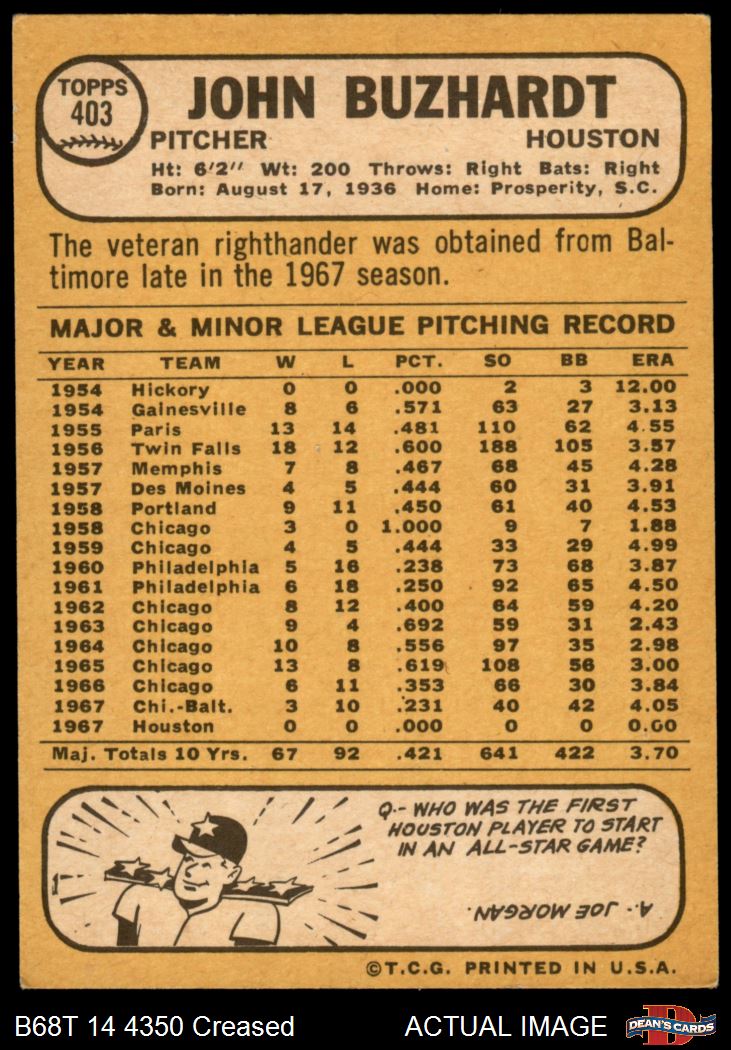 TOPPS
403
JOHN BUZHARDT
PITCHER HOUSTON
Ht: 6'2" Wt: 200 Throws: Right Bats: Right
Born: August 17, 1936 Home: Prosperity, S.C.
The veteran righthander was obtained from Bal-
timore late in the 1967 season.
MAJOR & MINOR LEAGUE PITCHING RECORD
YEAR TEAM W L PCT. SO BB ERA
1954 Hickory 0 0 .000 2 3 12.00
1954 Gainesville 8 6 .571 63 27 3.13
1955 Paris 13 14 .481 110 62 4.55
1956 Twin Falls 18 12 .600 188 105 3.57
1957 Memphis 7 8 .467 68 45 4.28
1957 Des Moines 4 5 .444 60 31 3.91
1958 Portland 9 11 .450 61 40 4.53
1958 Chicago 3 0 1.000 9 7 1.88
1959 Chicago 4 5 .444 33 29 4.99
1960 Philadelphia 5 16 .238 73 68 3.87
1961 Philadelphia 6 18 .250 92 65 4.50
1962 Chicago 8 12 .400 64 59 4.20
1963 Chicago 9 4 .692 59 31 2.43
1964 Chicago 10 8 .556 97 35 2.98
1965 Chicago 13 8 .619 108 56 3.00
1966 Chicago 6 11 .353 66 30 3.84
1967 Chi.-Balt. 3 10 .231 40 42 4.05
1967 Houston 0 0 .000 0 0 0.00
Maj. Totals 10 Yrs. 67 92 .421 641 422 3.70
Q.- WHO WAS THE FIRST
HOUSTON PLAYER TO START
IN AN ALL-STAR GAME?
A.. JOE MORGAN.
©T.C.G. PRINTED IN U.S.A.
B68T 14 4350 Creased ACTUAL IMAGE
D
DEAN'S CARDS